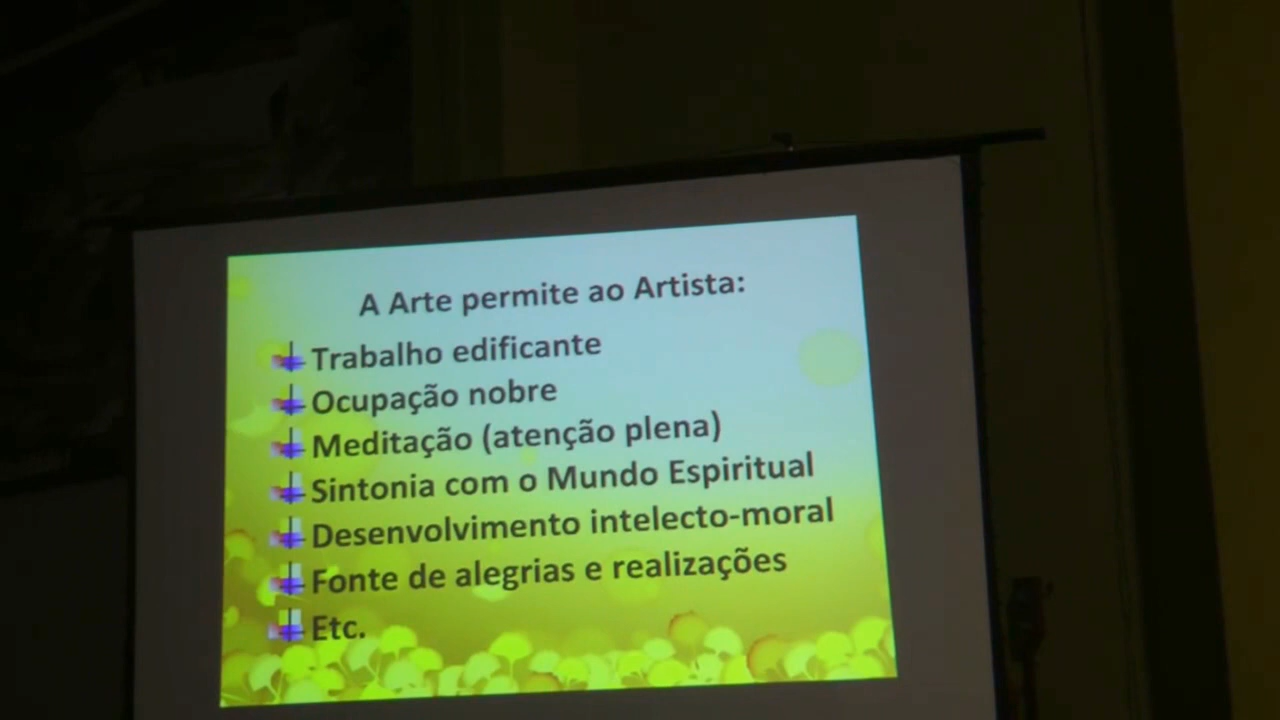 A Arte permite ao Artista:
Trabalho edificante
Ocupação nobre
Meditação (atenção plena)
Sintonia com o Mundo Espiritual
Desenvolvimento intelecto-moral
Fonte de alegrias e realizações
Etc.